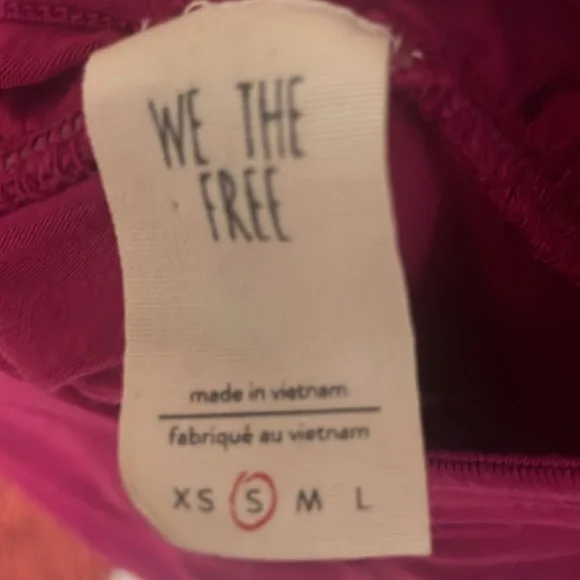 WE THE
FREE
made in vietnam
fabriqué au vietnam
XS S M L